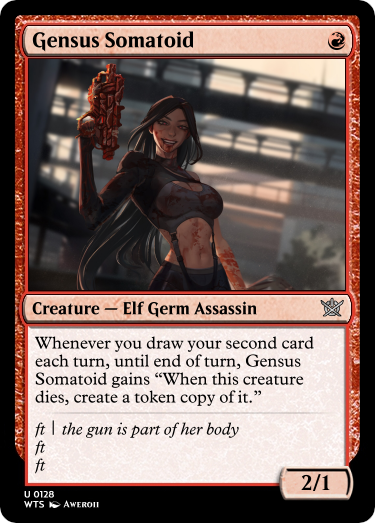 Gensus Somatoid
Creature — Elf Germ Assassin
Whenever you draw your second card
each turn, until end of turn, Gensus
Somatoid gains “When this creature
dies, create a token copy of it.”
ft | the gun is part of her body
ft
ft
2/1
U 0128
WTS Aweroii